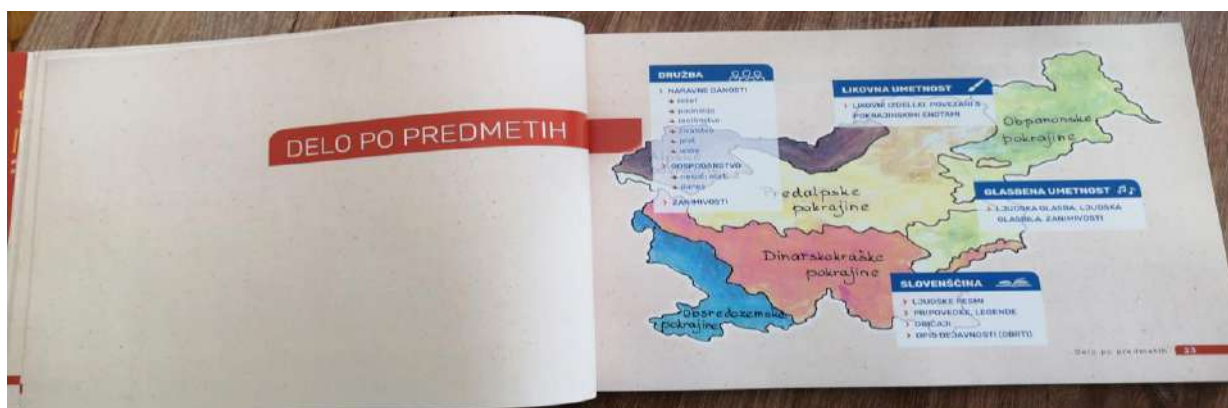 DELO PO PREDMETIH
DRUŽBA
NARAVNE DANOSTI
relief
podnebje
rastlinstvo
živalstvo
prst
vode
GOSPODARSTVO
nekoč
danes
ZANIMIVOSTI
LIKOVNA UMETNOST
LIKOVNI IZDELKI, POVEZANI S
POKRAJINSKIMI ENOTAMI
Obpanonske
pokrajine
Predalpske
pokrajine
GLASBENA UMETNOST
LJUDSKA GLASBA, LJUDSKA
GLASBILA, ZANIMIVOSTI
Dinarskokraške
pokrajine
SLOVENŠČINA
LJUDSKE PESMI
PRIPOVEDKE, LEGENDE
OBIČAJI
OPIS DEJAVNOSTI (OBRTI)
Obsredozemske
pokrajine
Delo po predmetih 23